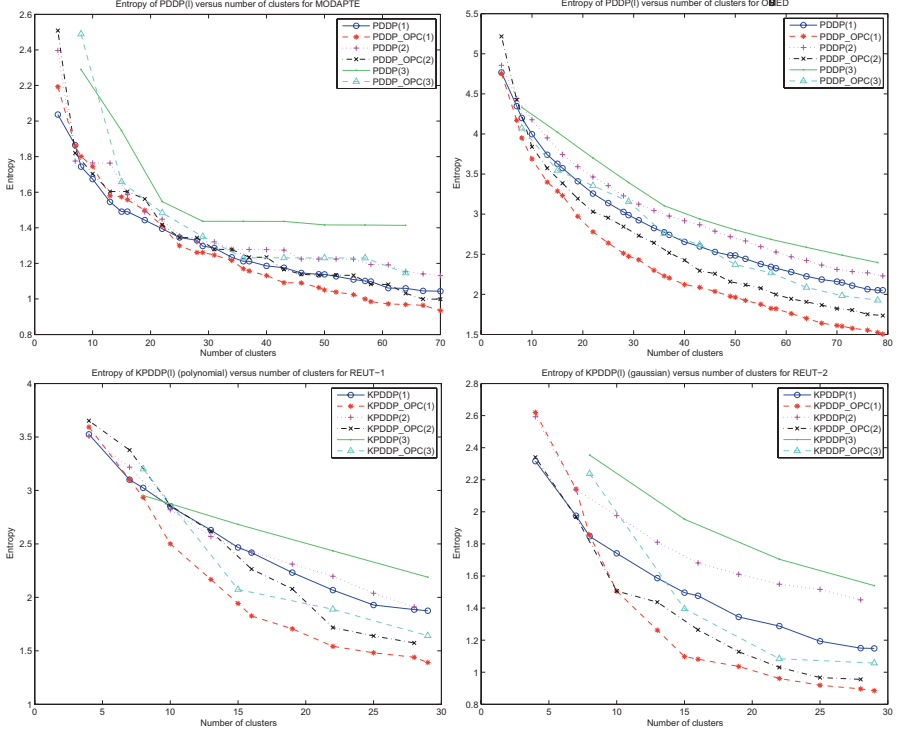 Entropy of PDDP(l) versus number of clusters for MODAPTE
2.6
2.4
2.2
2
1.8
1.6
1.4
1.2
1
0.8
Entropy
0 10 20 30 40 50 60 70
Number of clusters
PDDP(1)
PDDP_OPC(1)
PDDP(2)
PDDP_OPC(2)
PDDP(3)
PDDP_OPC(3)
Entropy of PDDP(l) versus number of clusters for
5.5
5
4.5
4
3.5
3
2.5
2
1.5
Entropy
0 10 20 30 40 50 60 70 80
Number of clusters
PDDP(1)
PDDP_OPC(1)
PDDP(2)
PDDP_OPC(2)
PDDP(3)
PDDP_OPC(3)
Entropy of KPDDP(l) (polynomial) versus number of clusters for REUT−1
4
3.5
3
2.5
2
1.5
1
Entropy
0 5 10 15 20 25 30
Number of clusters
KPDDP(1)
KPDDP_OPC(1)
KPDDP(2)
KPDDP_OPC(2)
KPDDP(3)
KPDDP_OPC(3)
Entropy of KPDDP(l) (gaussian) versus number of clusters for REUT−2
2.8
2.6
2.4
2.2
2
1.8
1.6
1.4
1.2
1
0.8
Entropy
0 5 10 15 20 25 30
Number of clusters
KPDDP(1)
KPDDP_OPC(1)
KPDDP(2)
KPDDP_OPC(2)
KPDDP(3)
KPDDP_OPC(3)